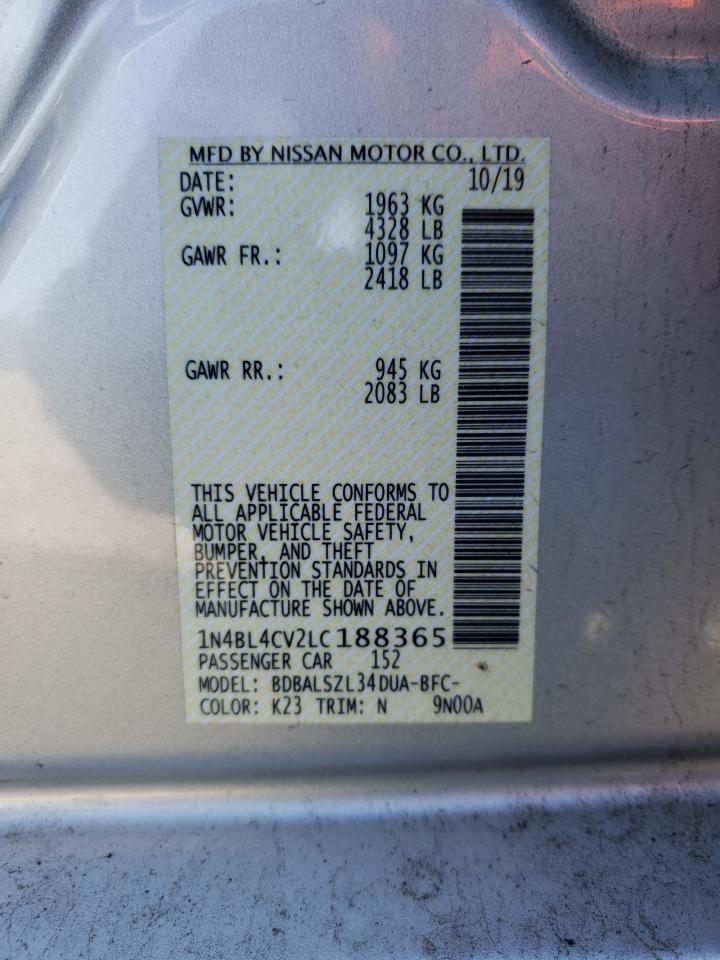 MFD BY NISSAN MOTOR CO., LTD.
DATE: 10/19
GVWR: 1963 KG
4328 LB
GAWR FR.: 1097 KG
2418 LB
GAWR RR.: 945 KG
2083 LB
THIS VEHICLE CONFORMS TO
ALL APPLICABLE FEDERAL
MOTOR VEHICLE SAFETY,
BUMPER, AND THEFT
PREVENTION STANDARDS IN
EFFECT ON THE DATE OF
MANUFACTURE SHOWN ABOVE.
1N4BL4CV2LC188365
PASSENGER CAR 152
MODEL: BDBALSZL34DUA-BFC-
COLOR: K23 TRIM: N 9N00A